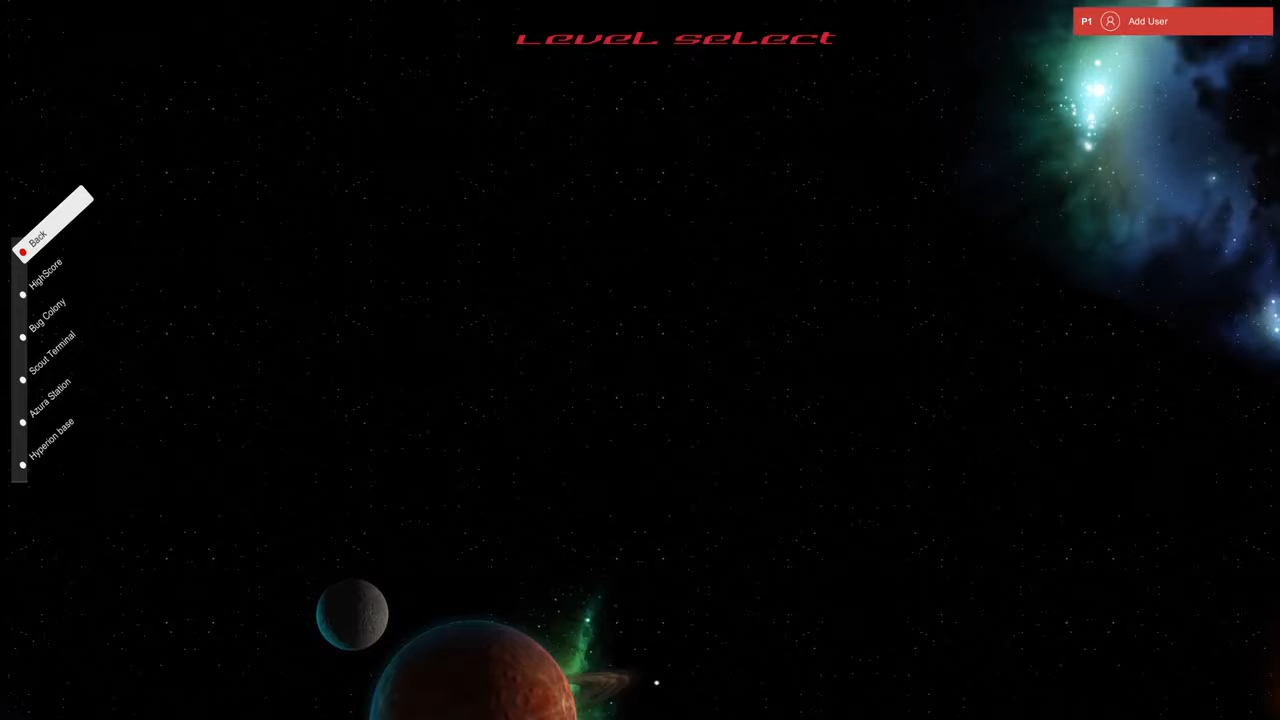 Level select
P1 Add User
Back
HighScore
Bug Colony
Scout Terminal
Azura Station
Hyperion base